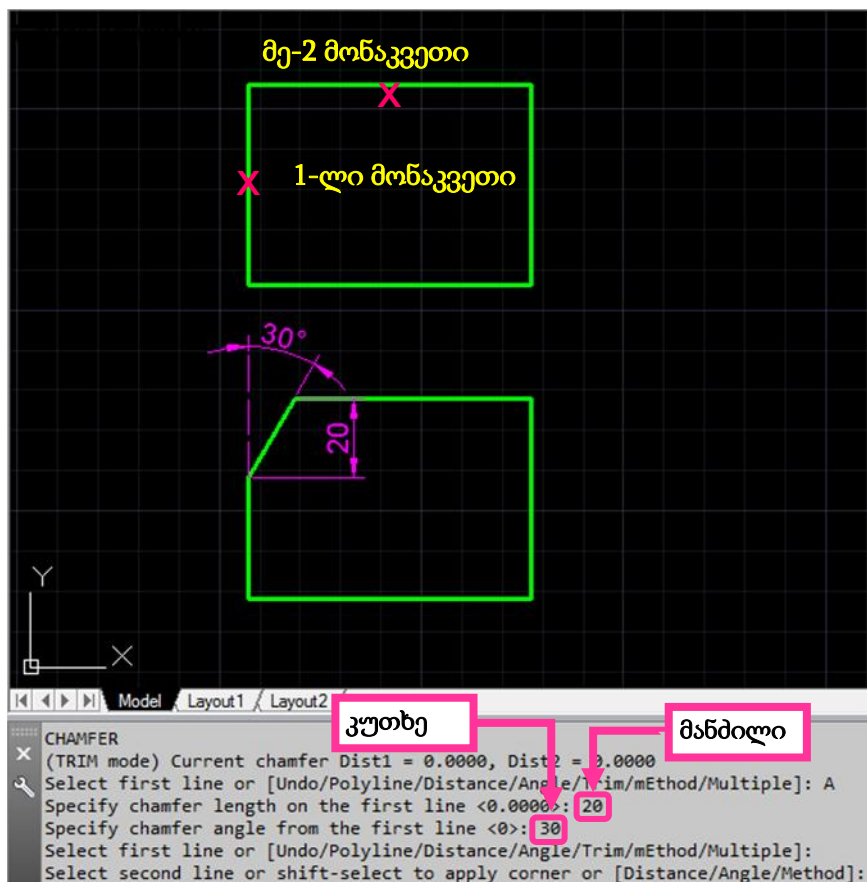 მე-2 მონაკვეთი
X
X
1-ლი მონაკვეთი
30°
20
Y
X
Model Layout1 Layout2
კუთხე
მანძილი
CHAMFER
(TRIM mode) Current chamfer Dist1 = 0.0000, Dist2 = 0.0000
Select first line or [Undo/Polyline/Distance/Angle/Trim/mEthod/Multiple]: A
Specify chamfer length on the first line <0.0000>: 20
Specify chamfer angle from the first line <0>: 30
Select first line or [Undo/Polyline/Distance/Angle/Trim/mEthod/Multiple]:
Select second line or shift-select to apply corner or [Distance/Angle/Method]: